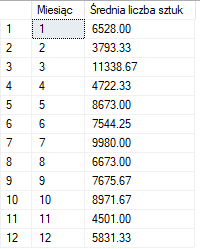 Miesiąc Średnia liczba sztuk
1 1 6528.00
2 2 3793.33
3 3 11338.67
4 4 4722.33
5 5 8673.00
6 6 7544.25
7 7 9980.00
8 8 6673.00
9 9 7675.67
10 10 8971.67
11 11 4501.00
12 12 5831.33